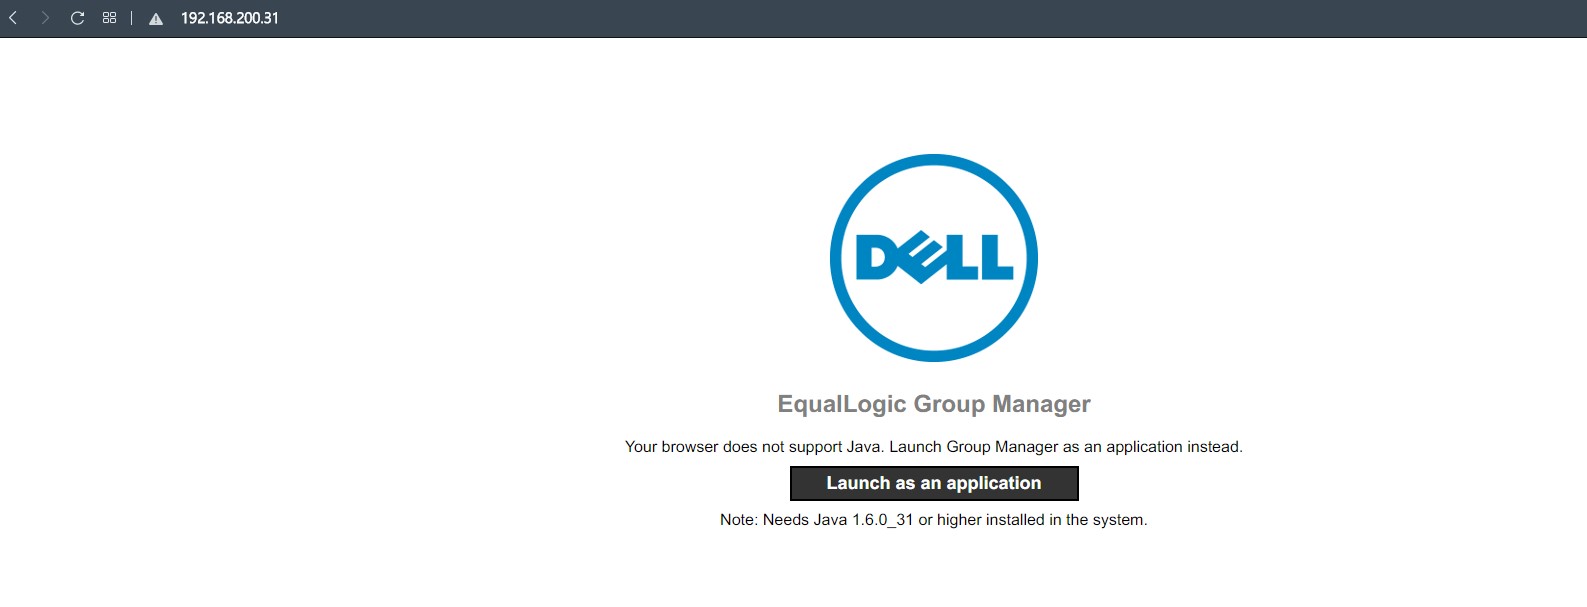 192.168.200.31
DELL
EqualLogic Group Manager
Your browser does not support Java. Launch Group Manager as an application instead.
Launch as an application
Note: Needs Java 1.6.0_31 or higher installed in the system.